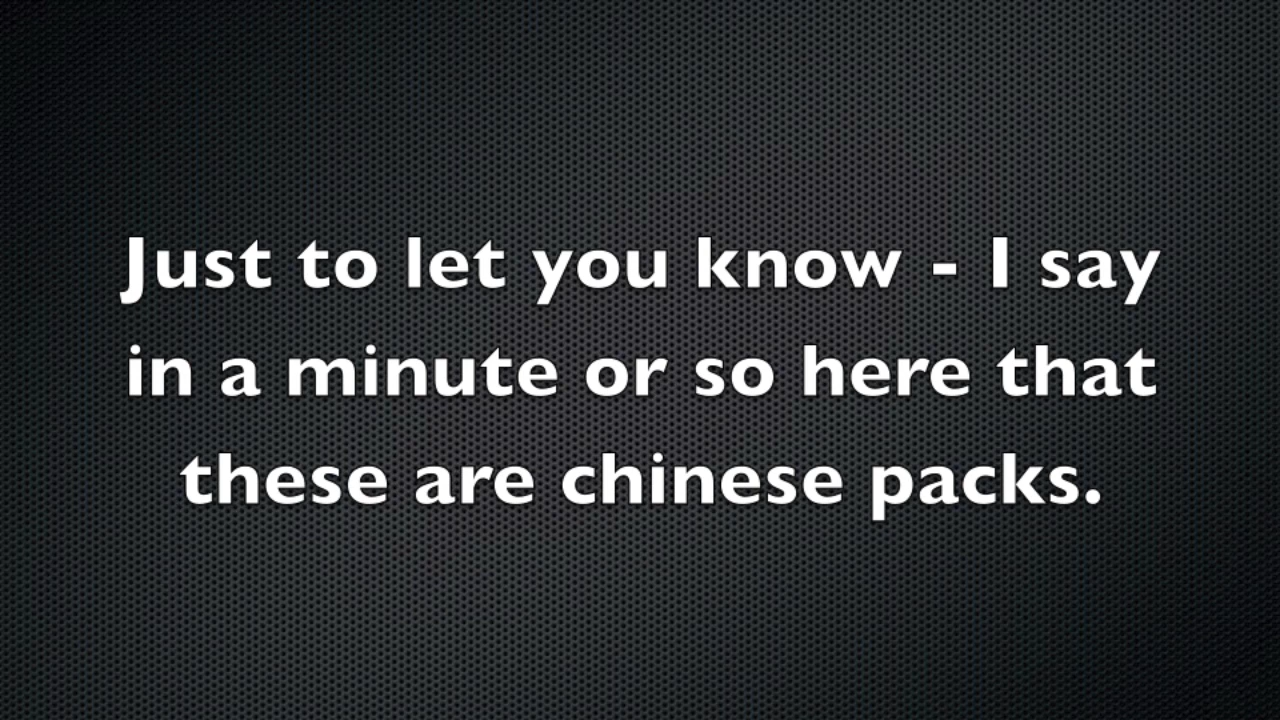 Just to let you know - I say
in a minute or so here that
these are chinese packs.